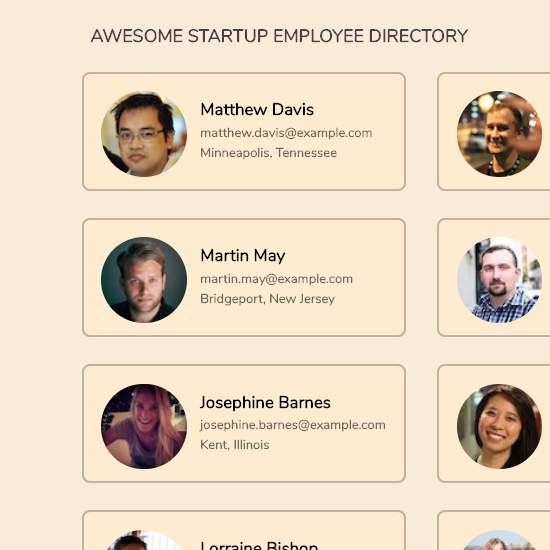 AWESOME STARTUP EMPLOYEE DIRECTORY
Matthew Davis
matthew.davis@example.com
Minneapolis, Tennessee
Martin May
martin.may@example.com
Bridgeport, New Jersey
Josephine Barnes
josephine.barnes@example.com
Kent, Illinois
Lorraine Bishop